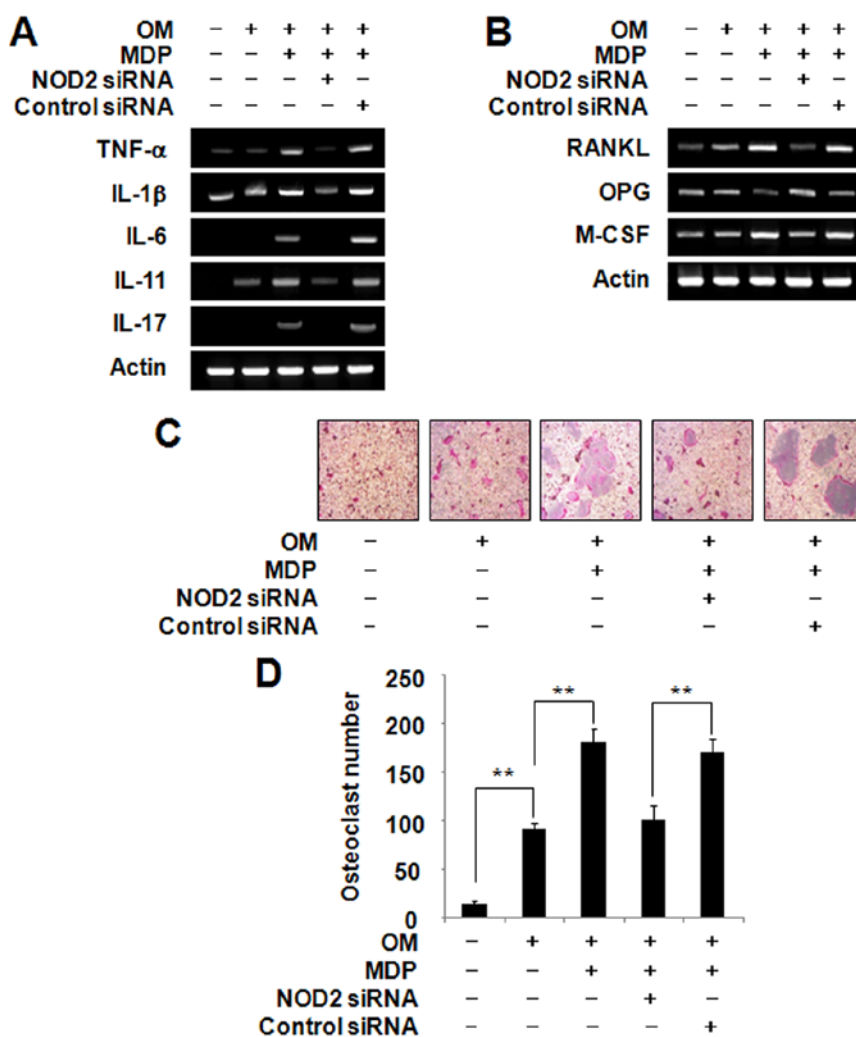 A
OM – + + + +
MDP – – + + +
NOD2 siRNA – – – + –
Control siRNA – – – – +
TNF-α
IL-1β
IL-6
IL-11
IL-17
Actin
B
OM – + + + +
MDP – – + + +
NOD2 siRNA – – – + –
Control siRNA – – – – +
RANKL
OPG
M-CSF
Actin
C
OM – + + + +
MDP – – + + +
NOD2 siRNA – – – + –
Control siRNA – – – – +
D
Osteoclast number
250
200
150
100
50
0
**
**
**
OM – + + + +
MDP – – + + +
NOD2 siRNA – – – + –
Control siRNA – – – – +